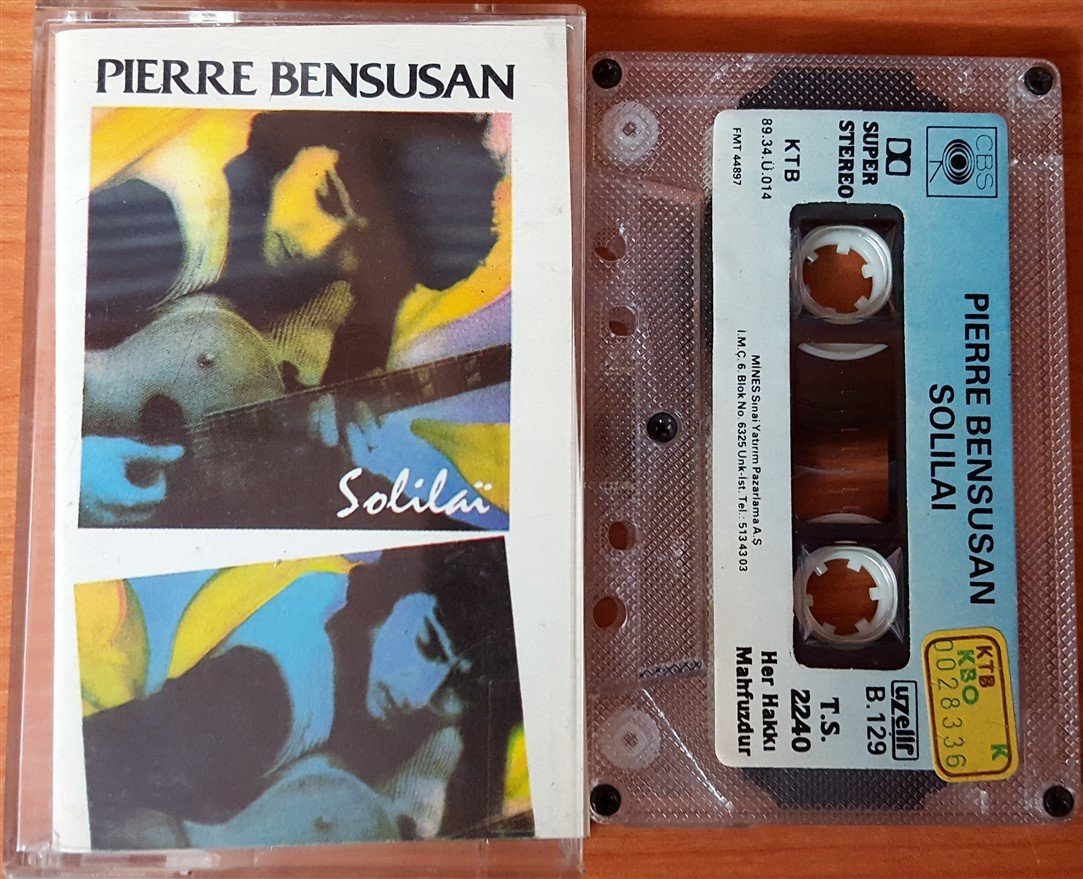 PIERRE BENSUSAN
Solilaï
CBS
PIERRE BENSUSAN
SOLILAI
SUPER
STEREO
KTB
89.34.Ü.014
FMT 44897
MİNES Sınai Yatırım Pazarlama A.Ş
İ.M.Ç. 6. Blok No. 6325 Unk-İst. Tel.: 513 43 03
uzelli
B.129
T.S.
2240
Her Hakkı
Mahfuzdur
KTB K
KBO
0028336